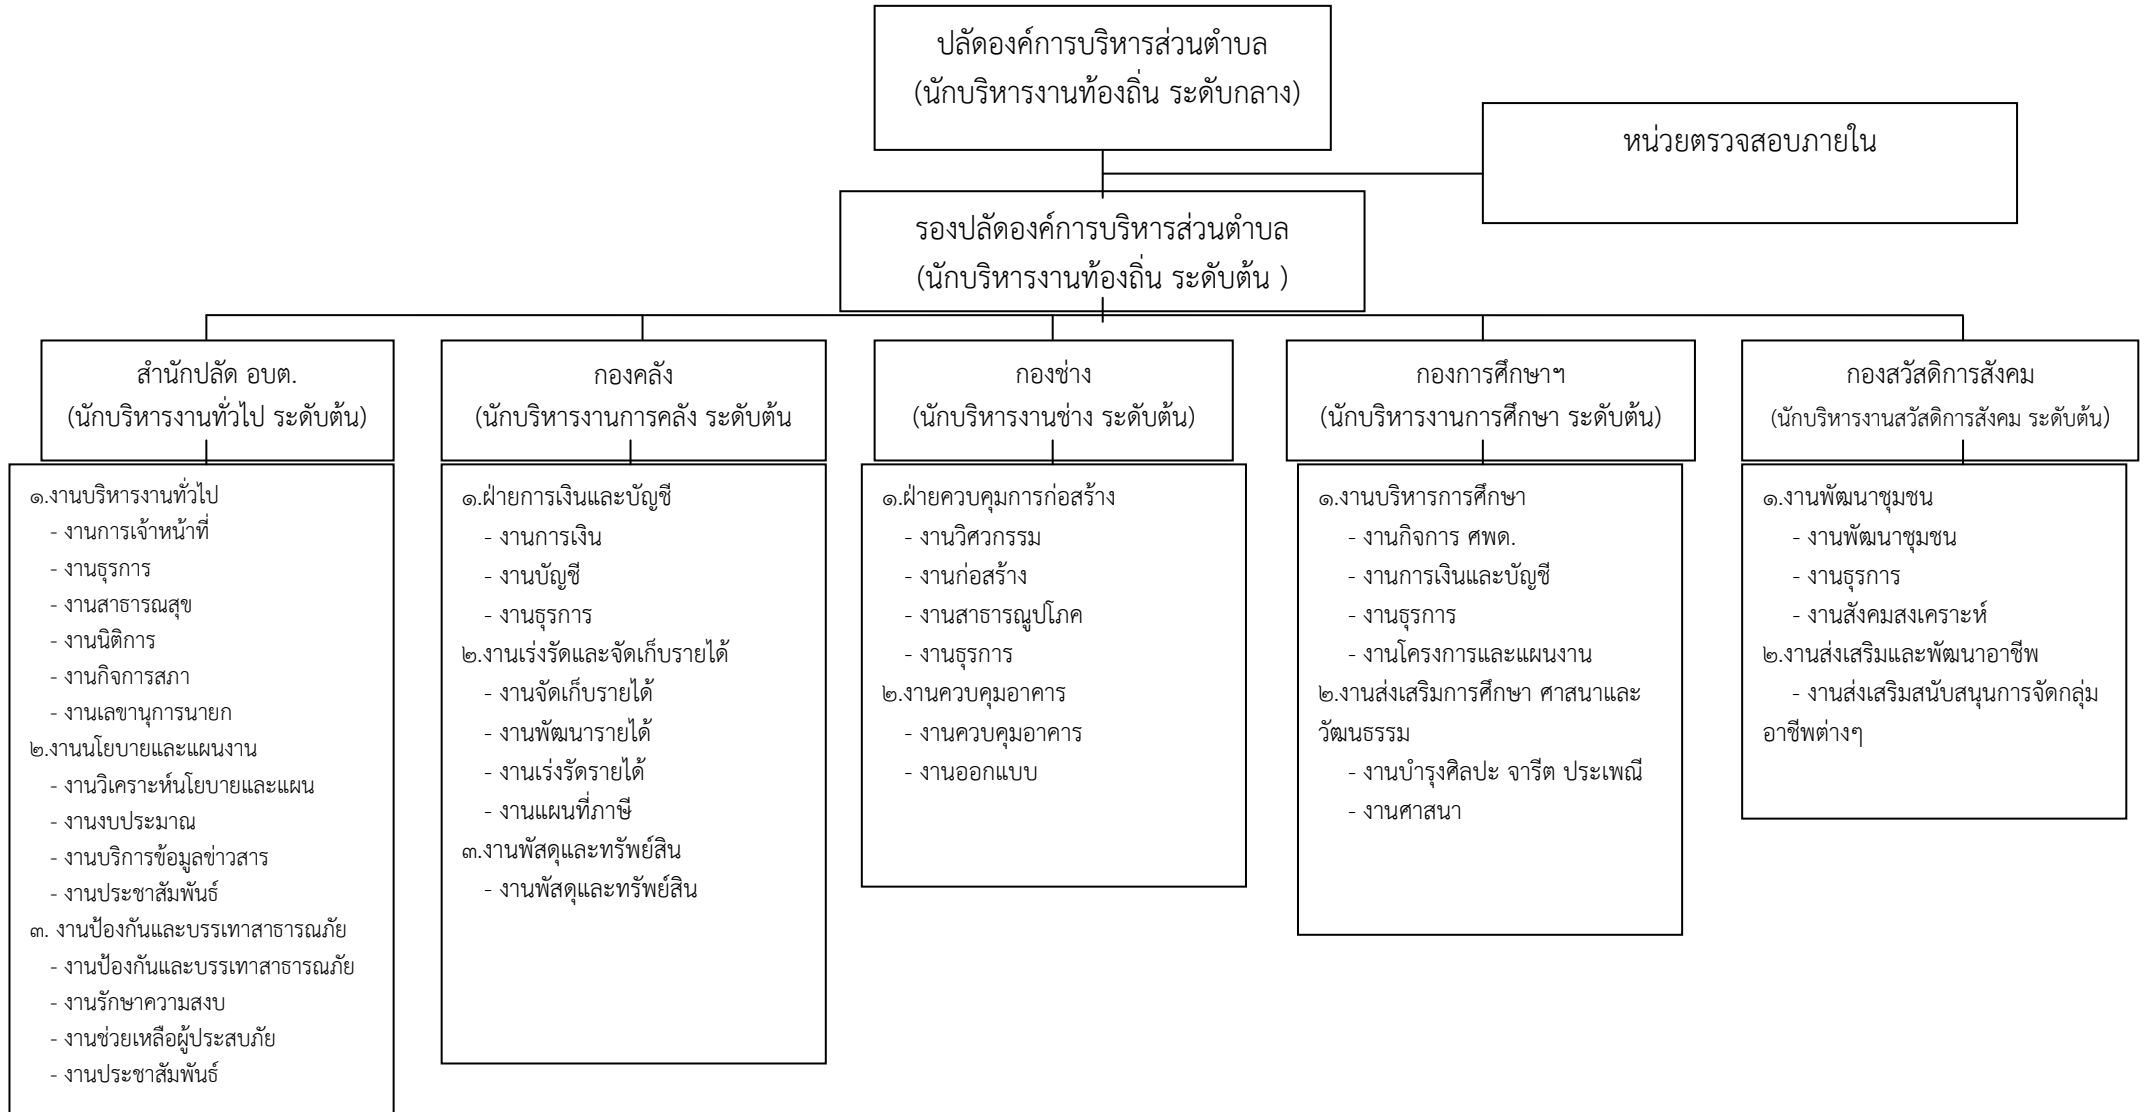 ปลัดองค์การบริหารส่วนตำบล
(นักบริหารงานท้องถิ่น ระดับกลาง)
หน่วยตรวจสอบภายใน
รองปลัดองค์การบริหารส่วนตำบล
(นักบริหารงานท้องถิ่น ระดับต้น )
สำนักปลัด อบต.
(นักบริหารงานทั่วไป ระดับต้น)
๑.งานบริหารงานทั่วไป
- งานการเจ้าหน้าที่
- งานธุรการ
- งานสาธารณสุข
- งานนิติการ
- งานกิจการสภา
- งานเลขานุการนายก
๒.งานนโยบายและแผนงาน
- งานวิเคราะห์นโยบายและแผน
- งานงบประมาณ
- งานบริการข้อมูลข่าวสาร
- งานประชาสัมพันธ์
๓. งานป้องกันและบรรเทาสาธารณภัย
- งานป้องกันและบรรเทาสาธารณภัย
- งานรักษาความสงบ
- งานช่วยเหลือผู้ประสบภัย
- งานประชาสัมพันธ์
กองคลัง
(นักบริหารงานการคลัง ระดับต้น
๑.ฝ่ายการเงินและบัญชี
- งานการเงิน
- งานบัญชี
- งานธุรการ
๒.งานเร่งรัดและจัดเก็บรายได้
- งานจัดเก็บรายได้
- งานพัฒนารายได้
- งานเร่งรัดรายได้
- งานแผนที่ภาษี
๓.งานพัสดุและทรัพย์สิน
- งานพัสดุและทรัพย์สิน
กองช่าง
(นักบริหารงานช่าง ระดับต้น)
๑.ฝ่ายควบคุมการก่อสร้าง
- งานวิศวกรรม
- งานก่อสร้าง
- งานสาธารณูปโภค
- งานธุรการ
๒.งานควบคุมอาคาร
- งานควบคุมอาคาร
- งานออกแบบ
กองการศึกษาฯ
(นักบริหารงานการศึกษา ระดับต้น)
๑.งานบริหารการศึกษา
- งานกิจการ ศพด.
- งานการเงินและบัญชี
- งานธุรการ
- งานโครงการและแผนงาน
๒.งานส่งเสริมการศึกษา ศาสนาและ
วัฒนธรรม
- งานบำรุงศิลปะ จารีต ประเพณี
- งานศาสนา
กองสวัสดิการสังคม
(นักบริหารงานสวัสดิการสังคม ระดับต้น)
๑.งานพัฒนาชุมชน
- งานพัฒนาชุมชน
- งานธุรการ
- งานสังคมสงเคราะห์
๒.งานส่งเสริมและพัฒนาอาชีพ
- งานส่งเสริมสนับสนุนการจัดกลุ่ม
อาชีพต่างๆ